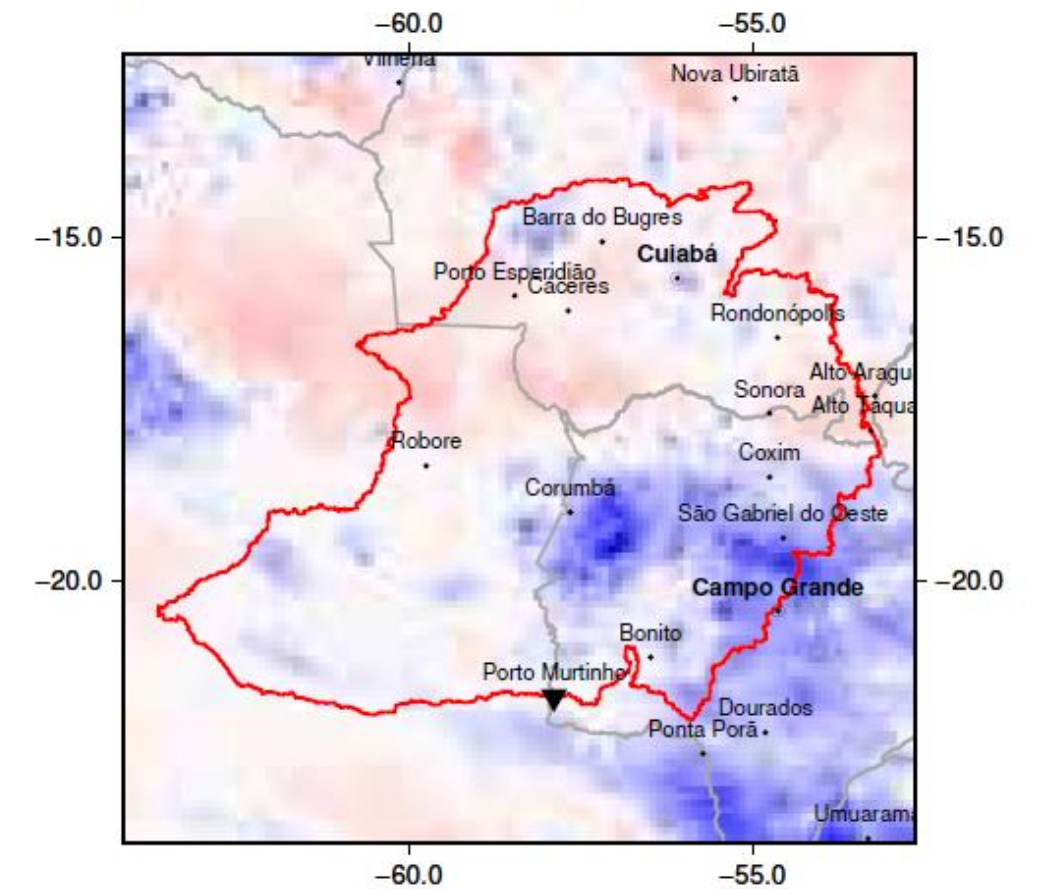 −60.0 −55.0
Vilhena
Nova Ubiratã
−15.0 −15.0
Barra do Bugres
Cuiabá
Porto Esperidião
Cáceres
Rondonópolis
Alto Aragu
Sonora
Alto Taqua
Robore
Coxim
Corumbá
São Gabriel do Oeste
−20.0 −20.0
Campo Grande
Bonito
Porto Murtinho
Dourados
Ponta Porã
Umuarama
−60.0 −55.0